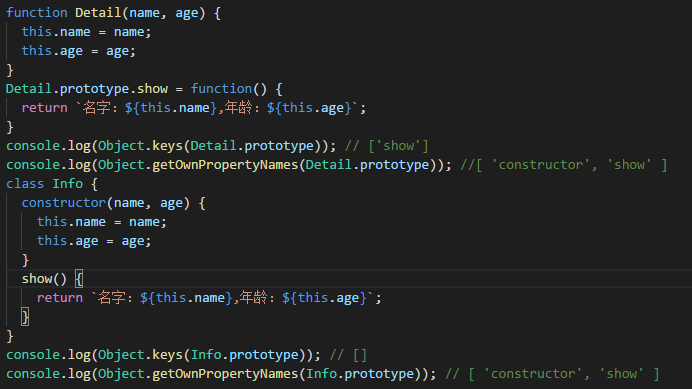 function Detail(name, age) {
  this.name = name;
  this.age = age;
}
Detail.prototype.show = function() {
  return `名字：${this.name},年龄：${this.age}`;
}
console.log(Object.keys(Detail.prototype)); // ['show']
console.log(Object.getOwnPropertyNames(Detail.prototype)); //[ 'constructor', 'show' ]
class Info {
  constructor(name, age) {
    this.name = name;
    this.age = age;
  }
  show() {
    return `名字：${this.name},年龄：${this.age}`;
  }
}
console.log(Object.keys(Info.prototype)); // []
console.log(Object.getOwnPropertyNames(Info.prototype)); // [ 'constructor', 'show' ]